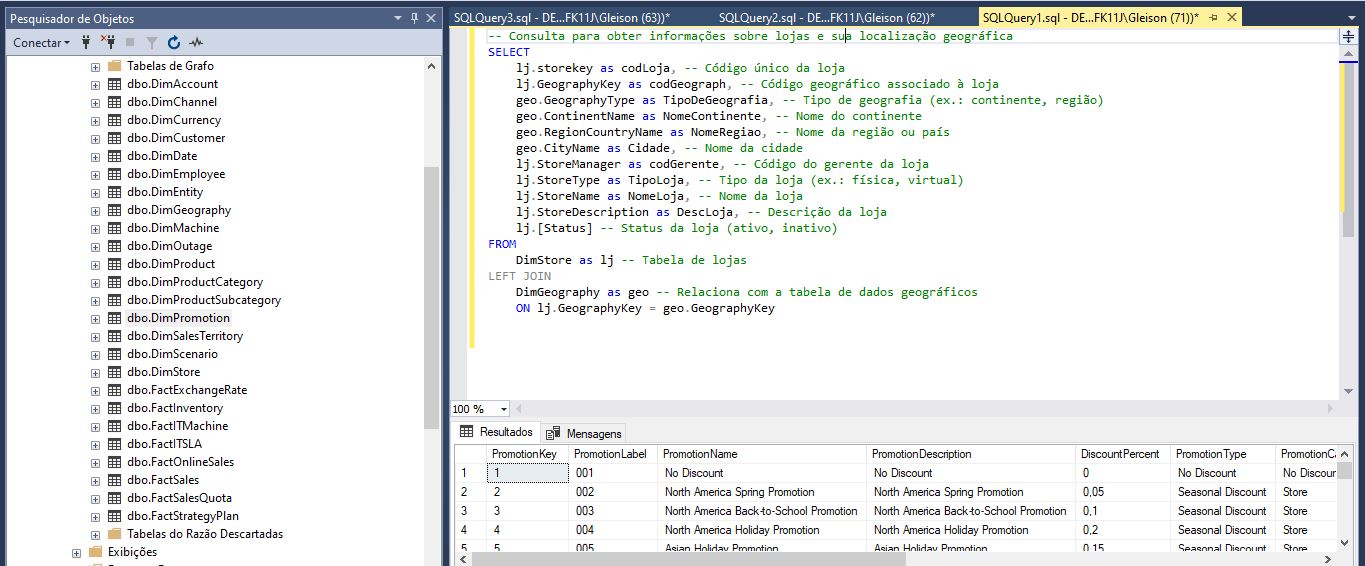 Pesquisador de Objetos
Conectar
Tabelas de Grafo
dbo.DimAccount
dbo.DimChannel
dbo.DimCurrency
dbo.DimCustomer
dbo.DimDate
dbo.DimEmployee
dbo.DimEntity
dbo.DimGeography
dbo.DimMachine
dbo.DimOutage
dbo.DimProduct
dbo.DimProductCategory
dbo.DimProductSubcategory
dbo.DimPromotion
dbo.DimSalesTerritory
dbo.DimScenario
dbo.DimStore
dbo.FactExchangeRate
dbo.FactInventory
dbo.FactITMachine
dbo.FactITSLA
dbo.FactOnlineSales
dbo.FactSales
dbo.FactSalesQuota
dbo.FactStrategyPlan
Tabelas do Razão Descartadas
Exibições
SQLQuery3.sql - DE...FK11J\Gleison (63))* SQLQuery2.sql - DE...FK11J\Gleison (62))* SQLQuery1.sql - DE...FK11J\Gleison (71))*
-- Consulta para obter informações sobre lojas e sua localização geográfica
SELECT
lj.storekey as codLoja, -- Código único da loja
lj.GeographyKey as codGeograph, -- Código geográfico associado à loja
geo.GeographyType as TipoDeGeografia, -- Tipo de geografia (ex.: continente, região)
geo.ContinentName as NomeContinente, -- Nome do continente
geo.RegionCountryName as NomeRegiao, -- Nome da região ou país
geo.CityName as Cidade, -- Nome da cidade
lj.StoreManager as codGerente, -- Código do gerente da loja
lj.StoreType as TipoLoja, -- Tipo da loja (ex.: física, virtual)
lj.StoreName as NomeLoja, -- Nome da loja
lj.StoreDescription as DescLoja, -- Descrição da loja
lj.[Status] -- Status da loja (ativo, inativo)
FROM
DimStore as lj -- Tabela de lojas
LEFT JOIN
DimGeography as geo -- Relaciona com a tabela de dados geográficos
ON lj.GeographyKey = geo.GeographyKey
100 %
Resultados Mensagens
PromotionKey PromotionLabel PromotionName PromotionDescription DiscountPercent PromotionType PromotionCa
1 1 001 No Discount No Discount 0 No Discount No Discour
2 2 002 North America Spring Promotion North America Spring Promotion 0,05 Seasonal Discount Store
3 3 003 North America Back-to-School Promotion North America Back-to-School Promotion 0,1 Seasonal Discount Store
4 4 004 North America Holiday Promotion North America Holiday Promotion 0,2 Seasonal Discount Store
5 5 005 Asian Holiday Promotion Asian Holiday Promotion 0,15 Seasonal Discount Store